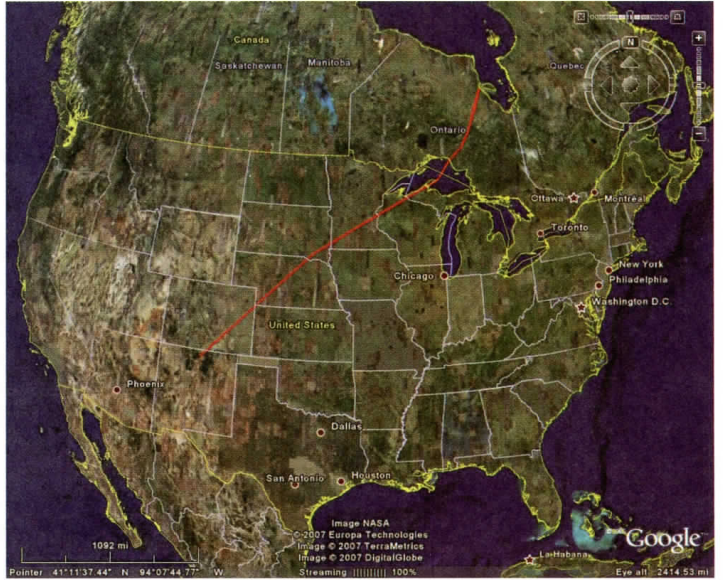 Canada
Saskatchewan
Manitoba
Quebec
N
Ontario
Ottawa
Montreal
Toronto
New York
Chicago
Philadelphia
Washington D.C.
United States
Phoenix
Dallas
San Antonio
Houston
Image NASA
© 2007 Europa Technologies
Image © 2007 TerraMetrics
Image © 2007 DigitalGlobe
Google
1092 mi
La Habana
Pointer 41°11'37.44" N 94°07'44.77" W Streaming 100% Eye alt 2414.53 mi